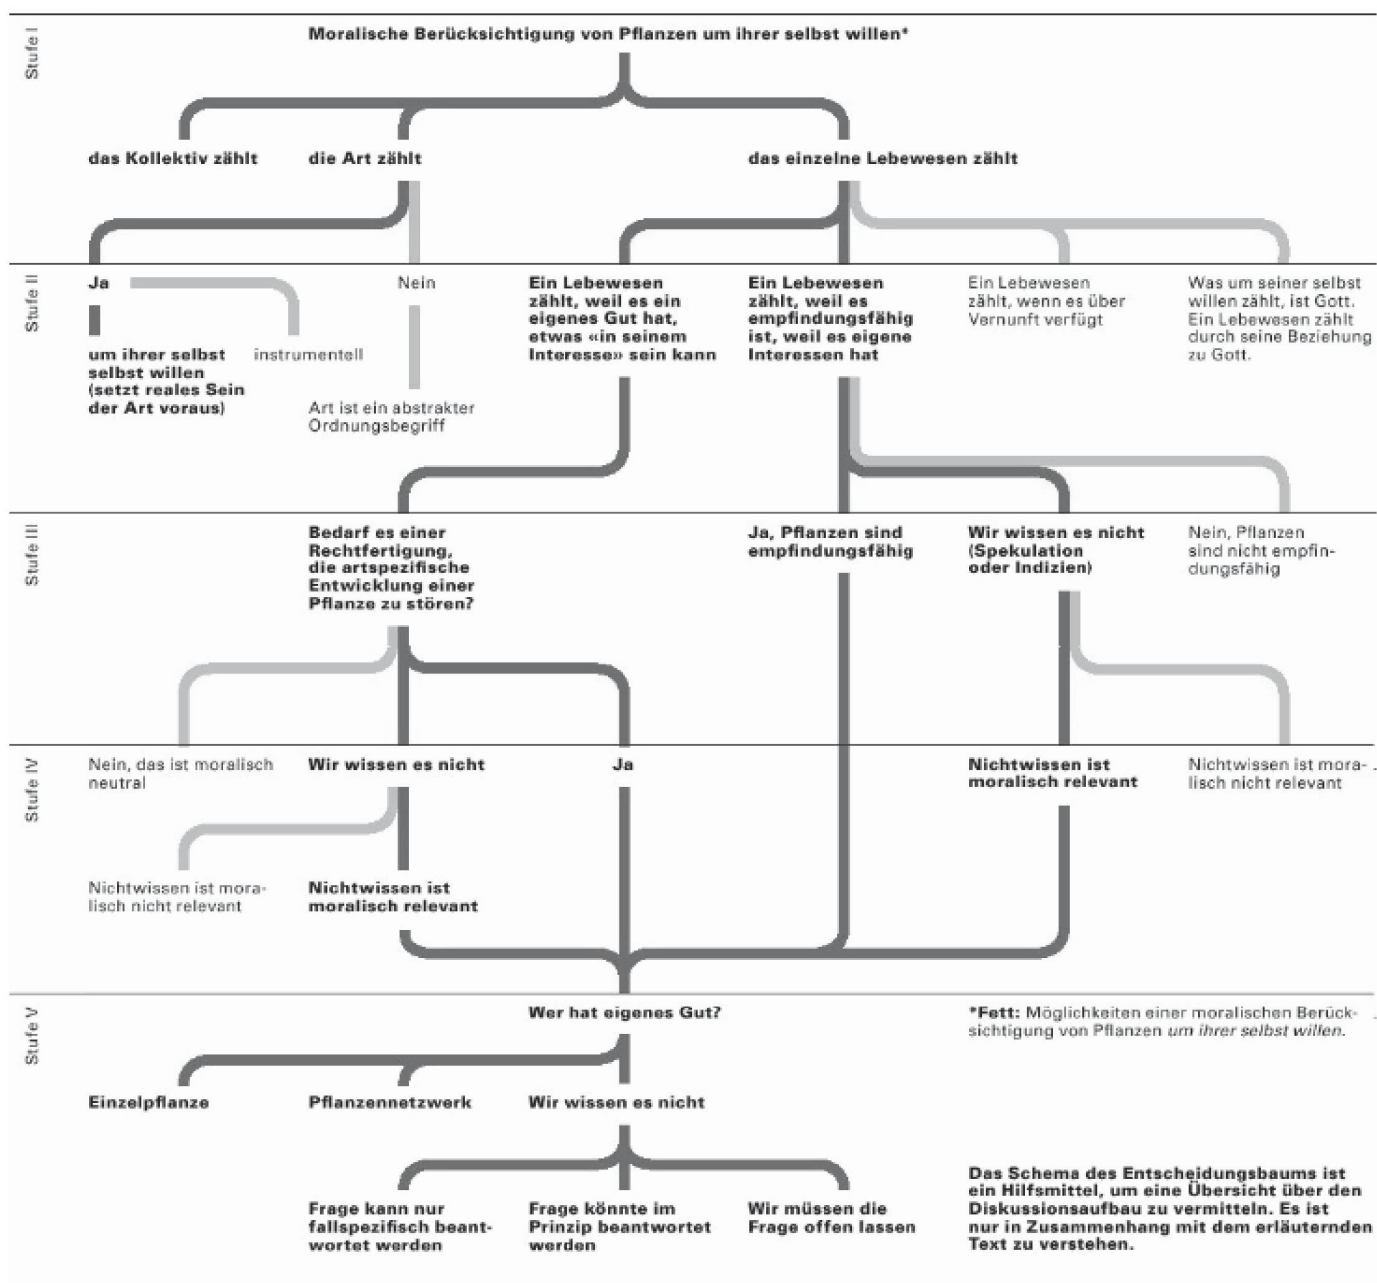 Stufe I
Moralische Berücksichtigung von Pflanzen um ihrer selbst willen*
das Kollektiv zählt
die Art zählt
das einzelne Lebewesen zählt
Stufe II
Ja
um ihrer selbst
selbst willen
(setzt reales Sein
der Art voraus)
instrumentell
Nein
Art ist ein abstrakter
Ordnungsbegriff
Ein Lebewesen
zählt, weil es ein
eigenes Gut hat,
etwas «in seinem
Interesse» sein kann
Ein Lebewesen
zählt, weil es
empfindungsfähig
ist, weil es eigene
Interessen hat
Ein Lebewesen
zählt, wenn es über
Vernunft verfügt
Was um seiner selbst
willen zählt, ist Gott.
Ein Lebewesen zählt
durch seine Beziehung
zu Gott.
Stufe III
Bedarf es einer
Rechtfertigung,
die artspezifische
Entwicklung einer
Pflanze zu stören?
Ja, Pflanzen sind
empfindungsfähig
Wir wissen es nicht
(Spekulation
oder Indizien)
Nein, Pflanzen
sind nicht empfin-
dungsfähig
Stufe IV
Nein, das ist moralisch
neutral
Wir wissen es nicht
Ja
Nichtwissen ist
moralisch relevant
Nichtwissen ist mora-
lisch nicht relevant
Nichtwissen ist mora-
lisch nicht relevant
Nichtwissen ist
moralisch relevant
Stufe V
Wer hat eigenes Gut?
*Fett: Möglichkeiten einer moralischen Berück-
sichtigung von Pflanzen um ihrer selbst willen.
Einzelpflanze
Pflanzennetzwerk
Wir wissen es nicht
Frage kann nur
fallspezifisch beant-
wortet werden
Frage könnte im
Prinzip beantwortet
werden
Wir müssen die
Frage offen lassen
Das Schema des Entscheidungsbaums ist
ein Hilfsmittel, um eine Übersicht über den
Diskussionsaufbau zu vermitteln. Es ist
nur in Zusammenhang mit dem erläuternden
Text zu verstehen.